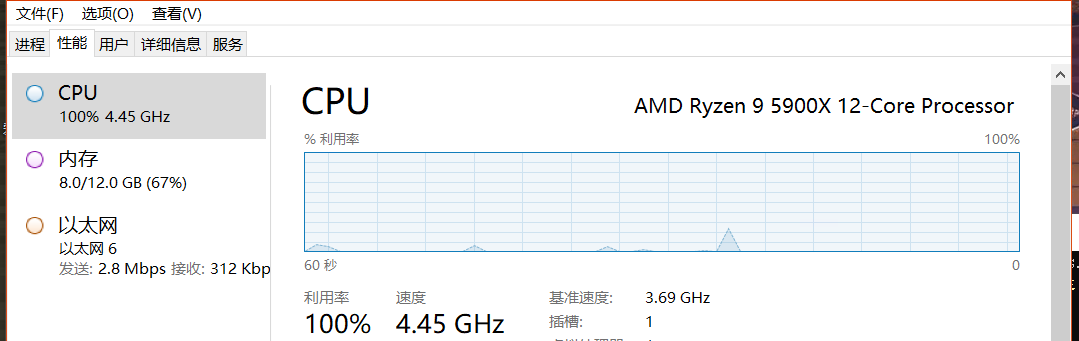 文件(F) 选项(O) 查看(V)
进程 性能 用户 详细信息 服务
CPU
100% 4.45 GHz
内存
8.0/12.0 GB (67%)
以太网
以太网 6
发送: 2.8 Mbps 接收: 312 Kbp
CPU
AMD Ryzen 9 5900X 12-Core Processor
% 利用率
100%
60 秒
0
利用率
100%
速度
4.45 GHz
基准速度: 3.69 GHz
插槽: 1